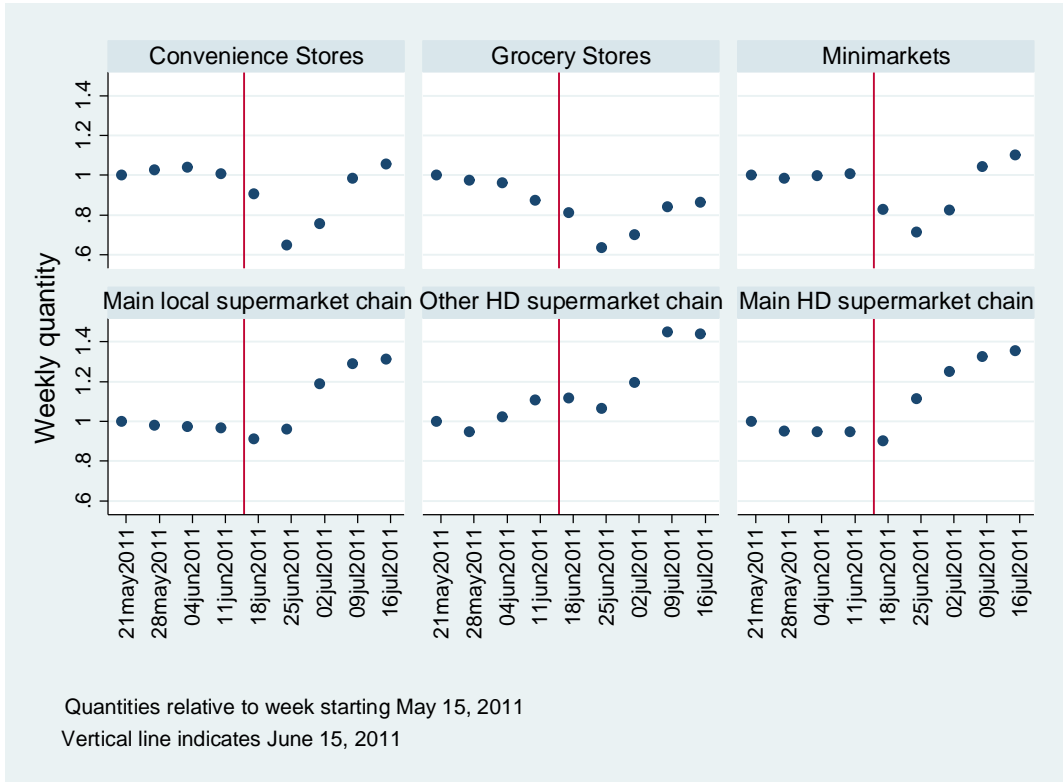 Convenience Stores
Grocery Stores
Minimarkets
Main local supermarket chain
Other HD supermarket chain
Main HD supermarket chain
Weekly quantity
1.4
1.2
1
.8
.6
1.4
1.2
1
.8
.6
21may2011
28may2011
04jun2011
11jun2011
18jun2011
25jun2011
02jul2011
09jul2011
16jul2011
21may2011
28may2011
04jun2011
11jun2011
18jun2011
25jun2011
02jul2011
09jul2011
16jul2011
21may2011
28may2011
04jun2011
11jun2011
18jun2011
25jun2011
02jul2011
09jul2011
16jul2011
Quantities relative to week starting May 15, 2011
Vertical line indicates June 15, 2011